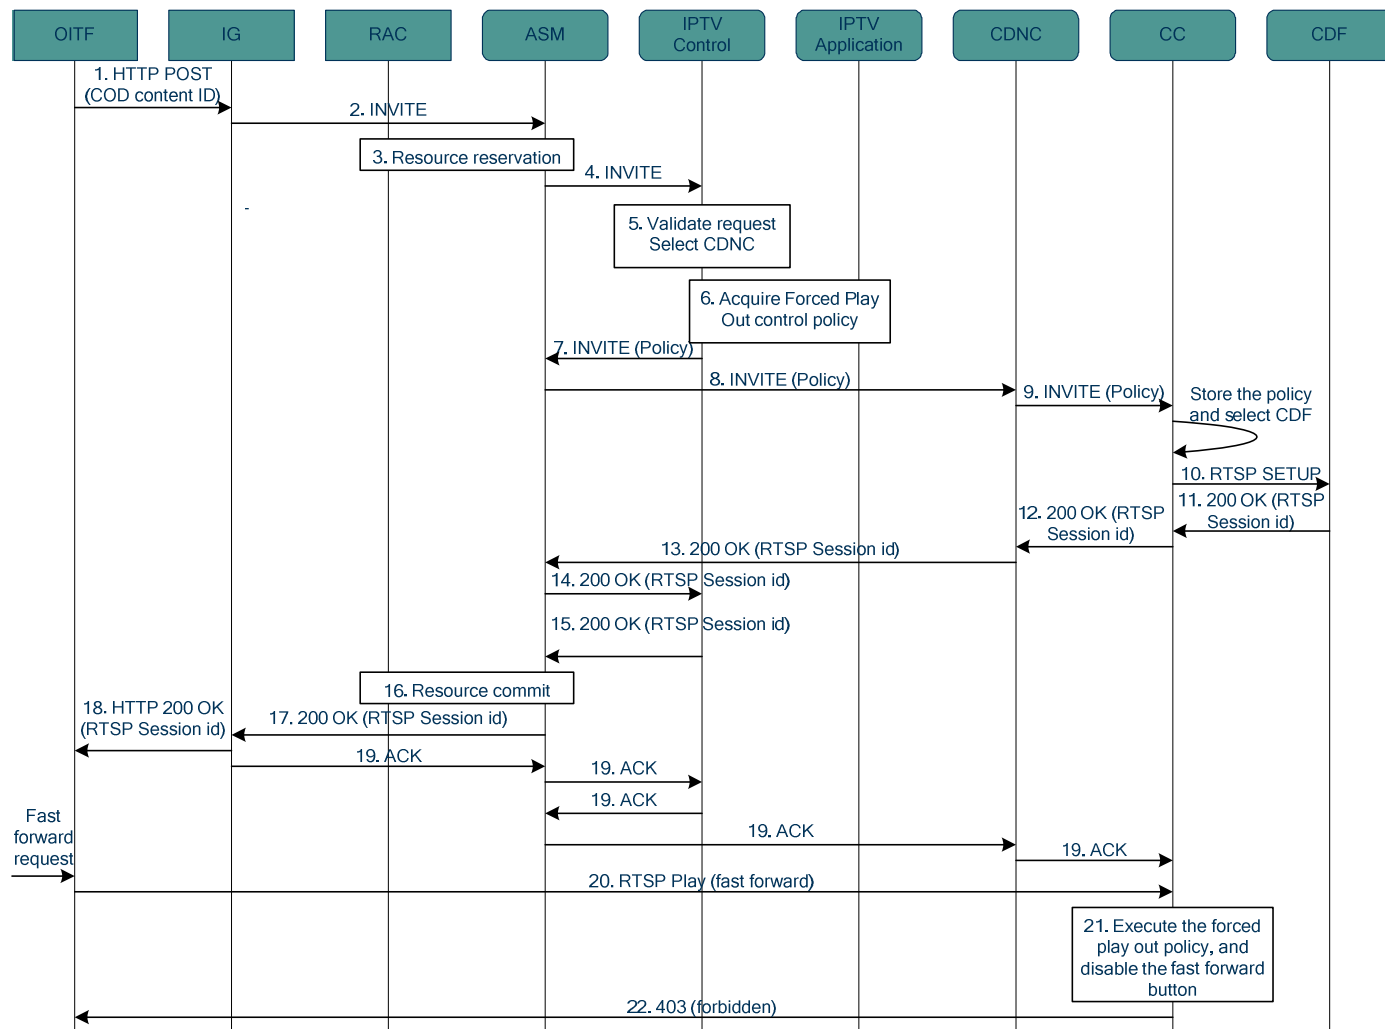 OITF
IG
RAC
ASM
IPTV
Control
IPTV
Application
CDNC
CC
CDF
1. HTTP POST
(COD content ID)
2. INVITE
3. Resource reservation
4. INVITE
5. Validate request
Select CDNC
6. Acquire Forced Play
Out control policy
7. INVITE (Policy)
8. INVITE (Policy)
9. INVITE (Policy)
Store the policy
and select CDF
10. RTSP SETUP
11. 200 OK (RTSP
Session id)
12. 200 OK (RTSP
Session id)
13. 200 OK (RTSP Session id)
14. 200 OK (RTSP Session id)
15. 200 OK (RTSP Session id)
16. Resource commit
17. 200 OK (RTSP Session id)
18. HTTP 200 OK
(RTSP Session id)
19. ACK
19. ACK
19. ACK
19. ACK
19. ACK
Fast
forward
request
20. RTSP Play (fast forward)
21. Execute the forced
play out policy, and
disable the fast forward
button
22. 403 (forbidden)